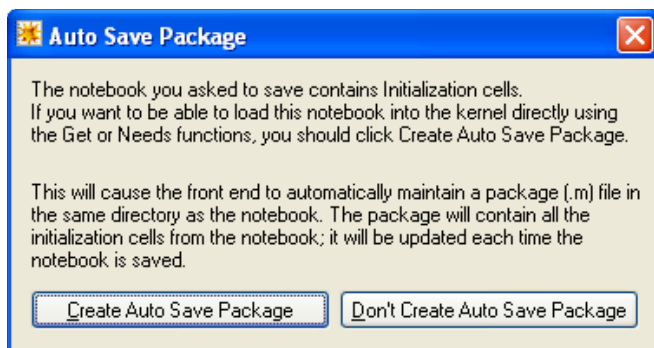 Auto Save Package
The notebook you asked to save contains Initialization cells.
If you want to be able to load this notebook into the kernel directly using
the Get or Needs functions, you should click Create Auto Save Package.
This will cause the front end to automatically maintain a package (.m) file in
the same directory as the notebook. The package will contain all the
initialization cells from the notebook; it will be updated each time the
notebook is saved.
Create Auto Save Package
Don't Create Auto Save Package